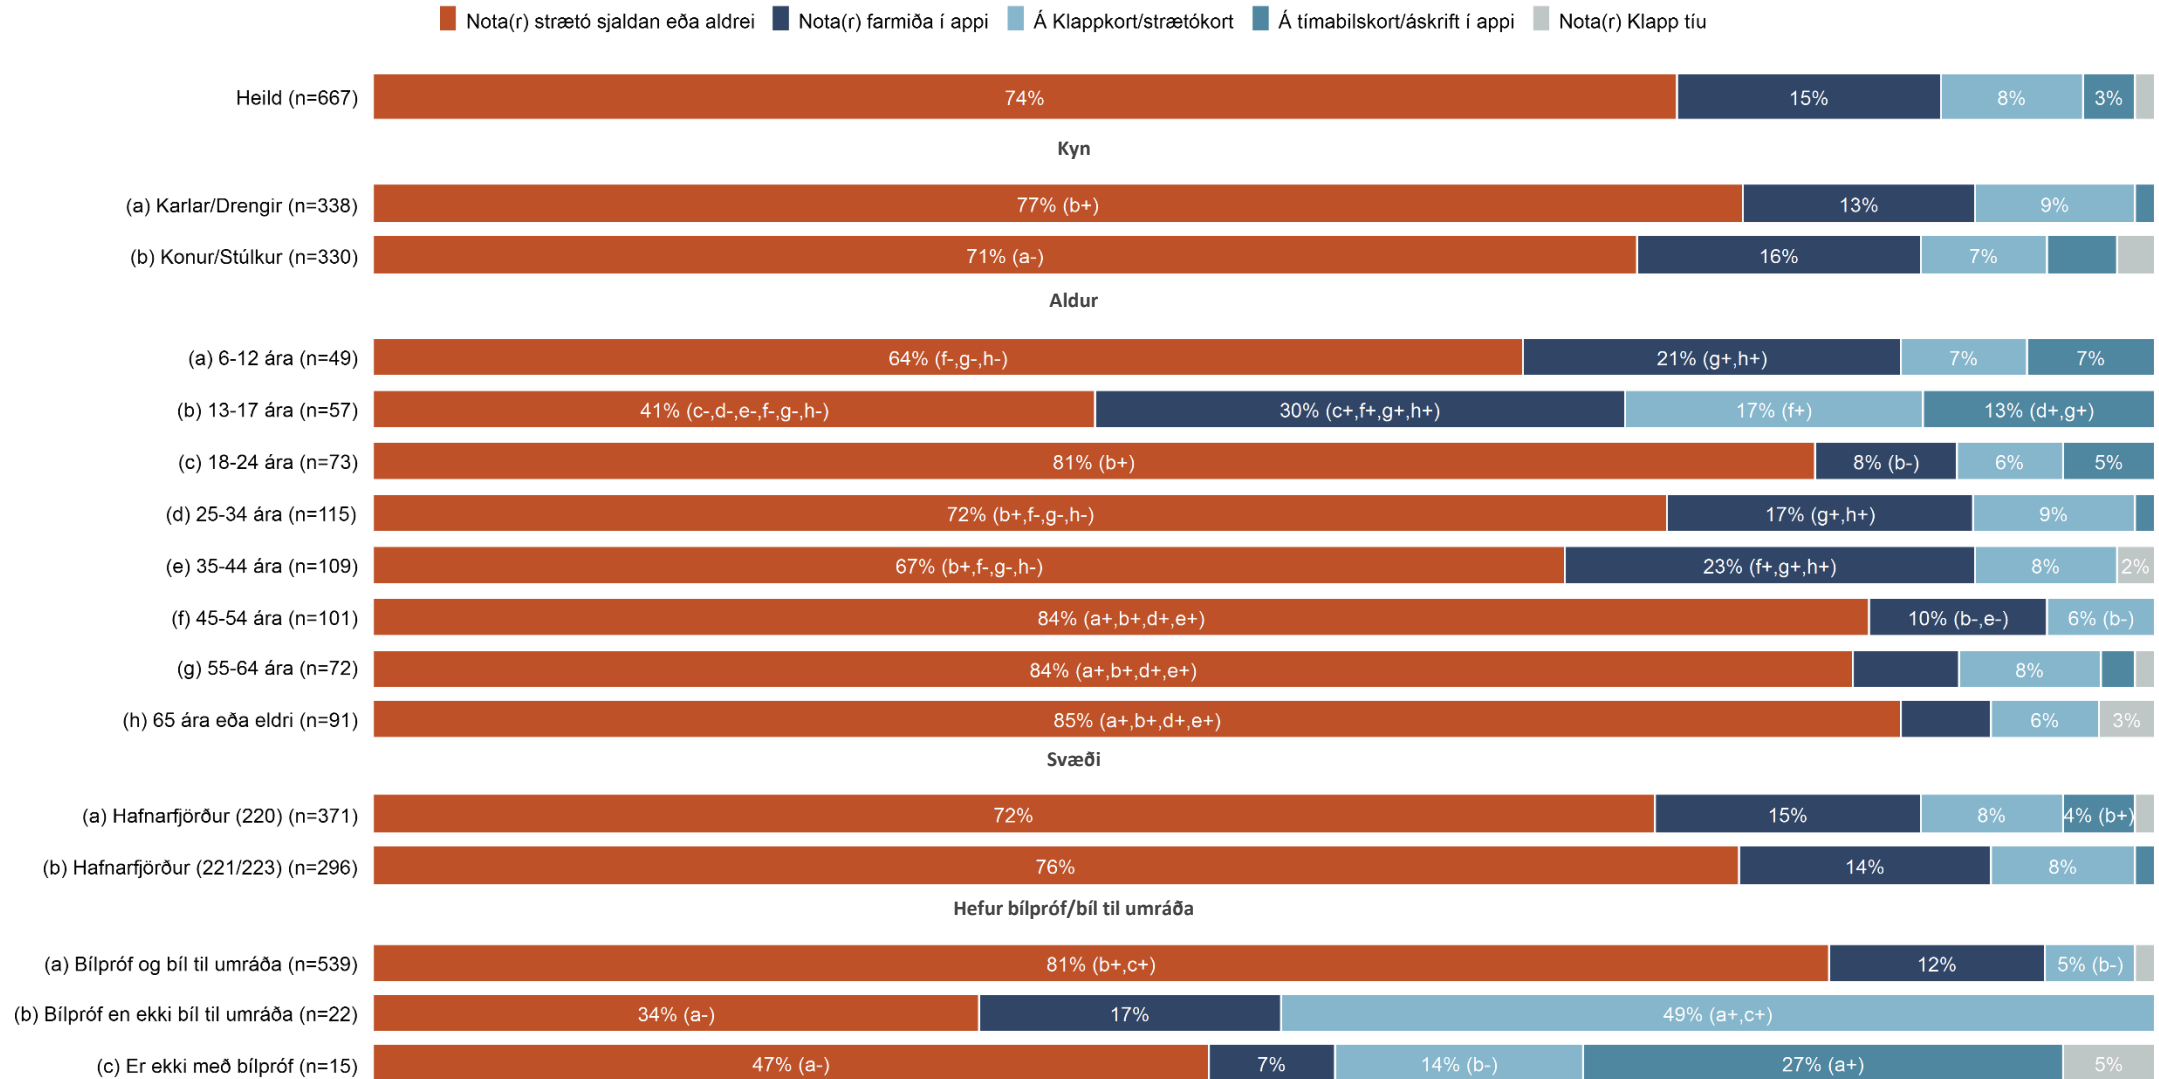 Nota(r) strætó sjaldan eða aldrei Nota(r) farmiða í appi Á Klappkort/strætókort Á tímabilskort/áskrift í appi Nota(r) Klapp tíu
Heild (n=667) 74% 15% 8% 3%
Kyn
(a) Karlar/Drengir (n=338) 77% (b+) 13% 9%
(b) Konur/Stúlkur (n=330) 71% (a-) 16% 7%
Aldur
(a) 6-12 ára (n=49) 64% (f-,g-,h-) 21% (g+,h+) 7% 7%
(b) 13-17 ára (n=57) 41% (c-,d-,e-,f-,g-,h-) 30% (c+,f+,g+,h+) 17% (f+) 13% (d+,g+)
(c) 18-24 ára (n=73) 81% (b+) 8% (b-) 6% 5%
(d) 25-34 ára (n=115) 72% (b+,f-,g-,h-) 17% (g+,h+) 9%
(e) 35-44 ára (n=109) 67% (b+,f-,g-,h-) 23% (f+,g+,h+) 8% 2%
(f) 45-54 ára (n=101) 84% (a+,b+,d+,e+) 10% (b-,e-) 6% (b-)
(g) 55-64 ára (n=72) 84% (a+,b+,d+,e+) 8%
(h) 65 ára eða eldri (n=91) 85% (a+,b+,d+,e+) 6% 3%
Svæði
(a) Hafnarfjörður (220) (n=371) 72% 15% 8% 4% (b+)
(b) Hafnarfjörður (221/223) (n=296) 76% 14% 8%
Hefur bílpróf/bíl til umráða
(a) Bílpróf og bíl til umráða (n=539) 81% (b+,c+) 12% 5% (b-)
(b) Bílpróf en ekki bíl til umráða (n=22) 34% (a-) 17% 49% (a+,c+)
(c) Er ekki með bílpróf (n=15) 47% (a-) 7% 14% (b-) 27% (a+) 5%